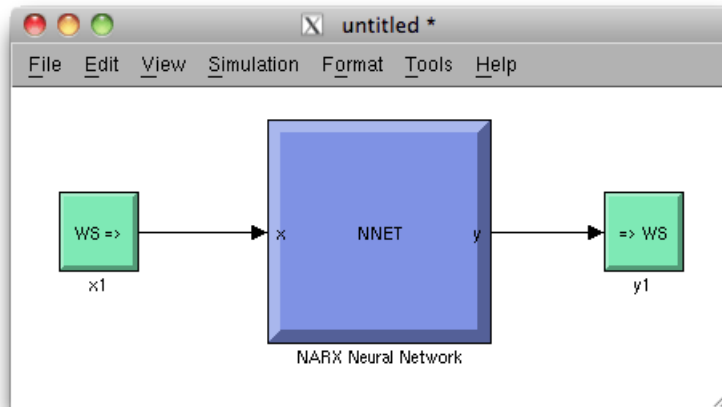 untitled *
File Edit View Simulation Format Tools Help
WS =>
x NNET y
=> WS
x1
y1
NARX Neural Network